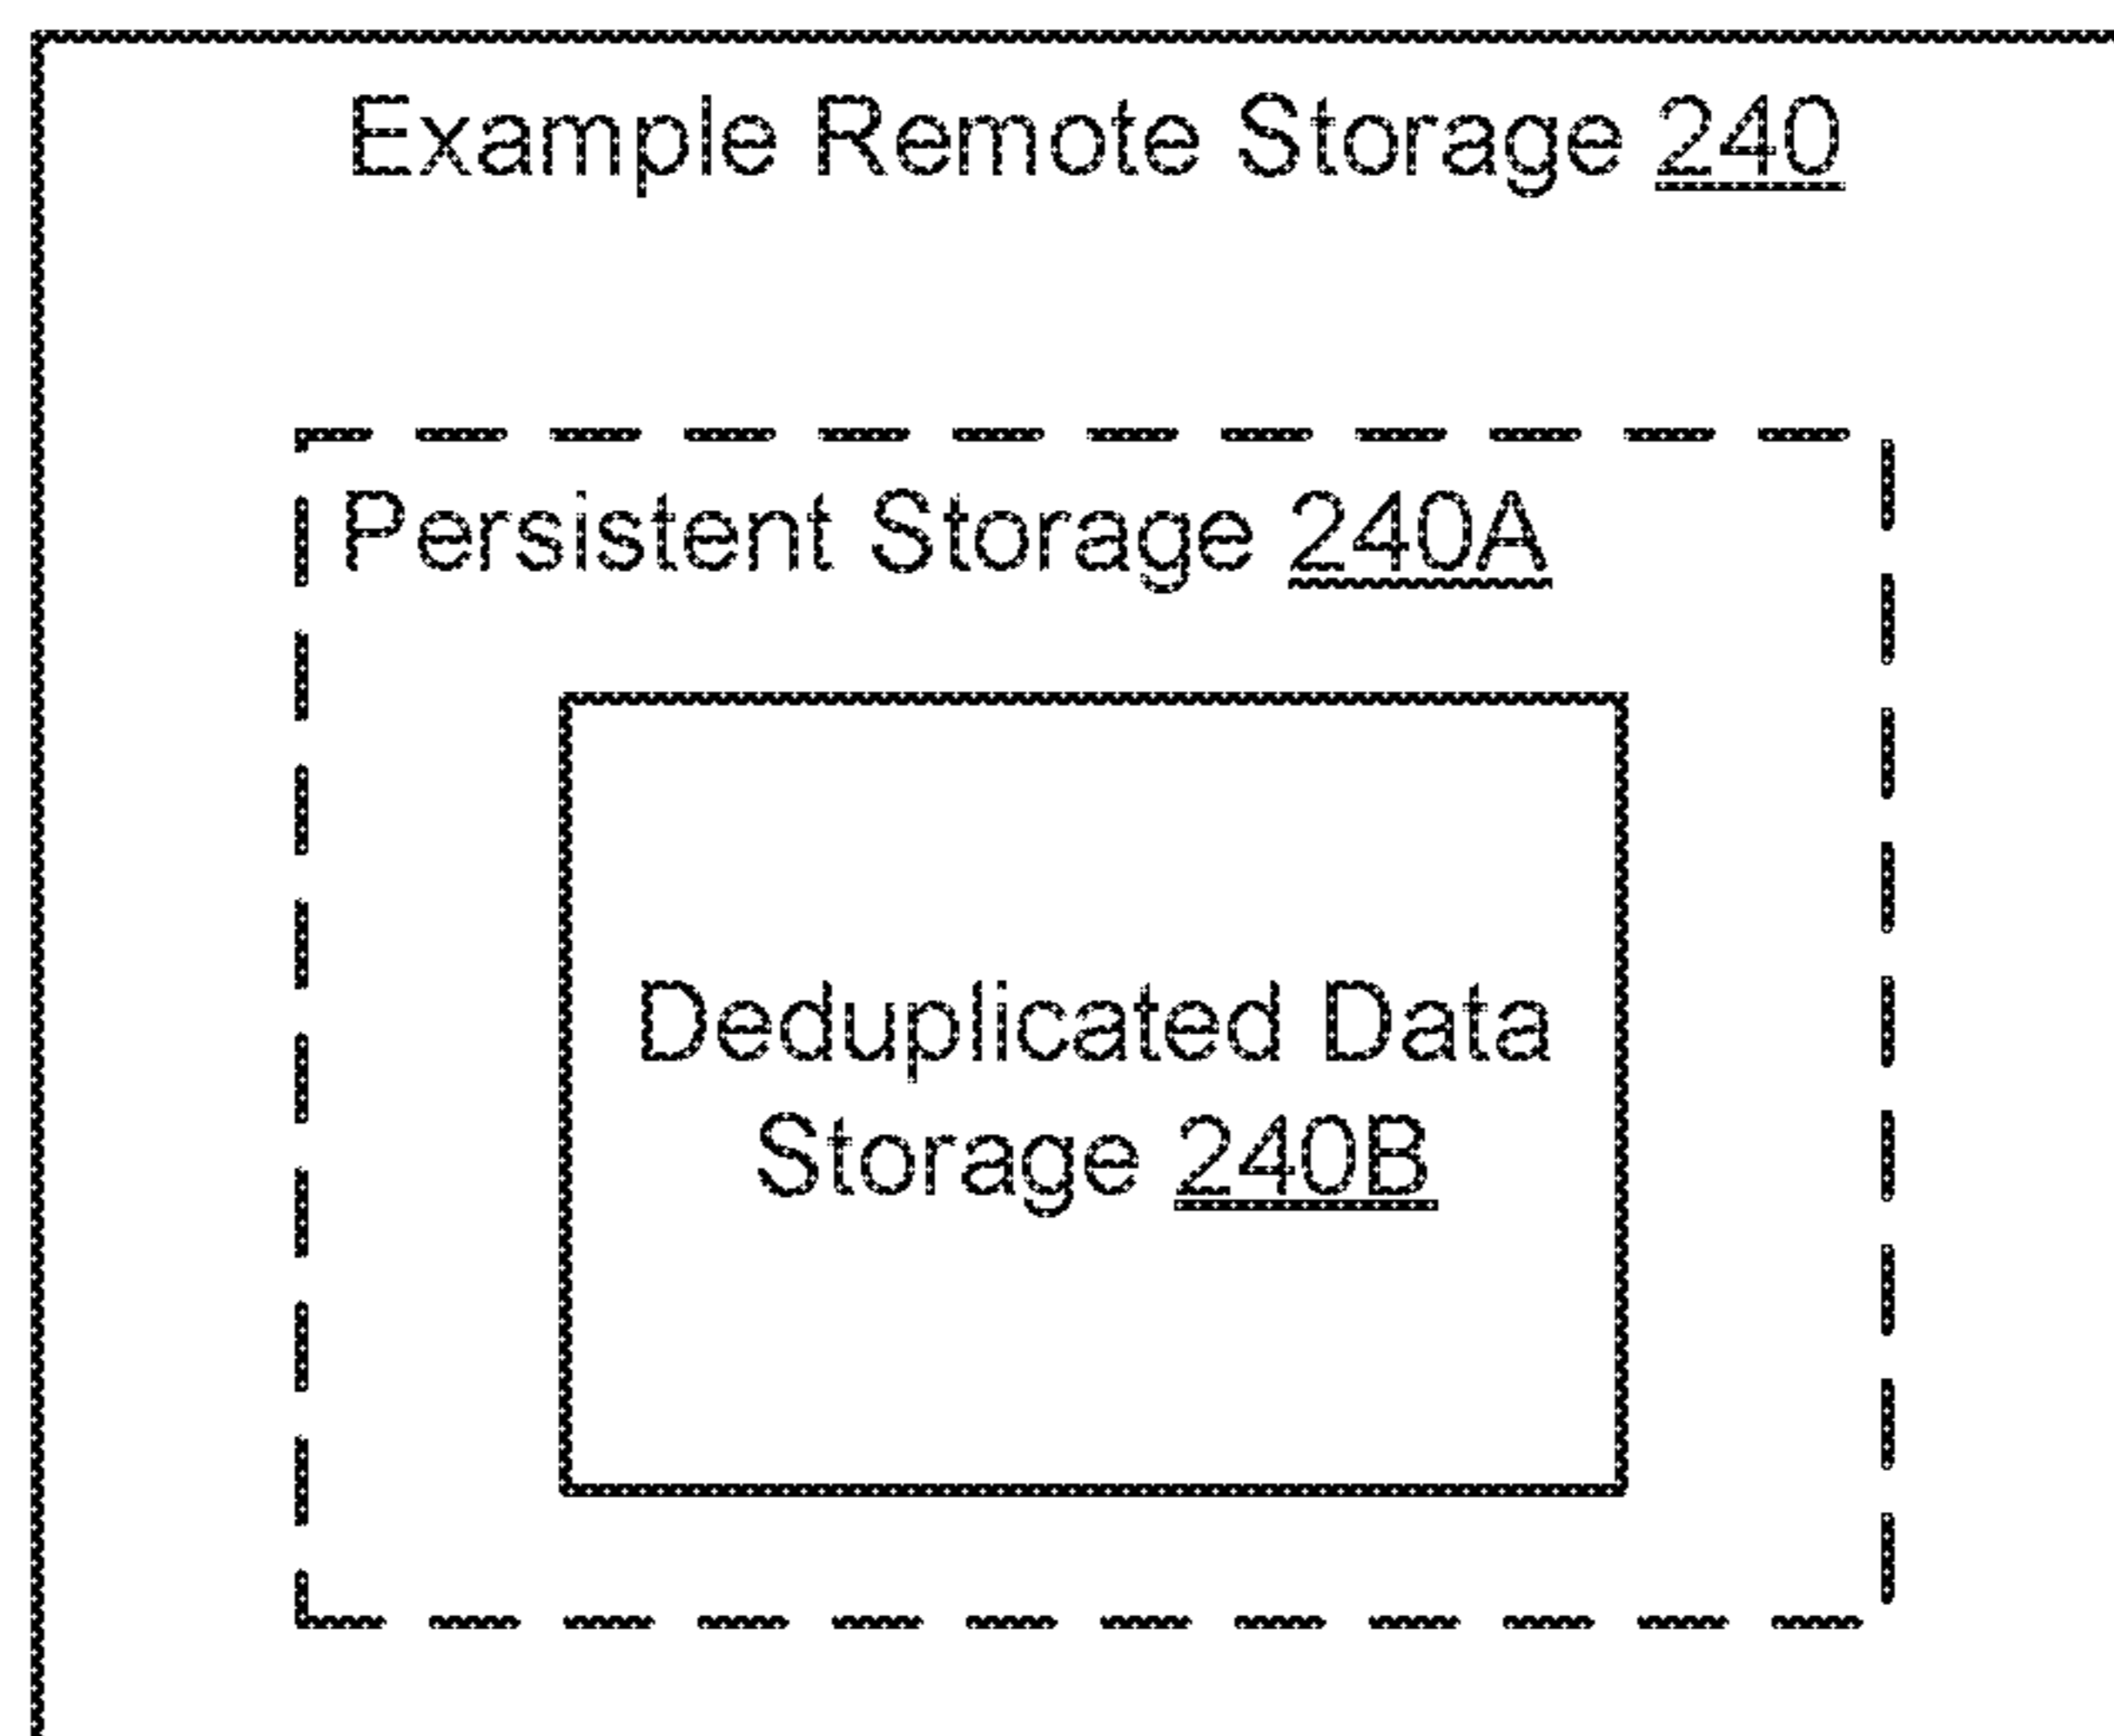 Example Remote Storage 240
Persistent Storage 240A
Deduplicated Data
Storage 240B